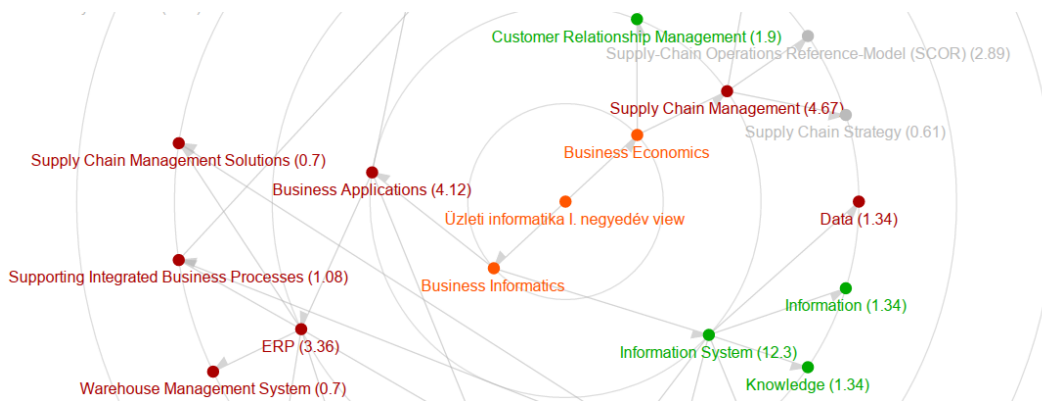 Customer Relationship Management (1.9)
Supply-Chain Operations Reference-Model (SCOR) (2.89)
Supply Chain Management (4.67)
Supply Chain Strategy (0.61)
Business Economics
Supply Chain Management Solutions (0.7)
Business Applications (4.12)
Üzleti informatika I. negyedév view
Data (1.34)
Supporting Integrated Business Processes (1.08)
Business Informatics
Information (1.34)
ERP (3.36)
Information System (12.3)
Warehouse Management System (0.7)
Knowledge (1.34)